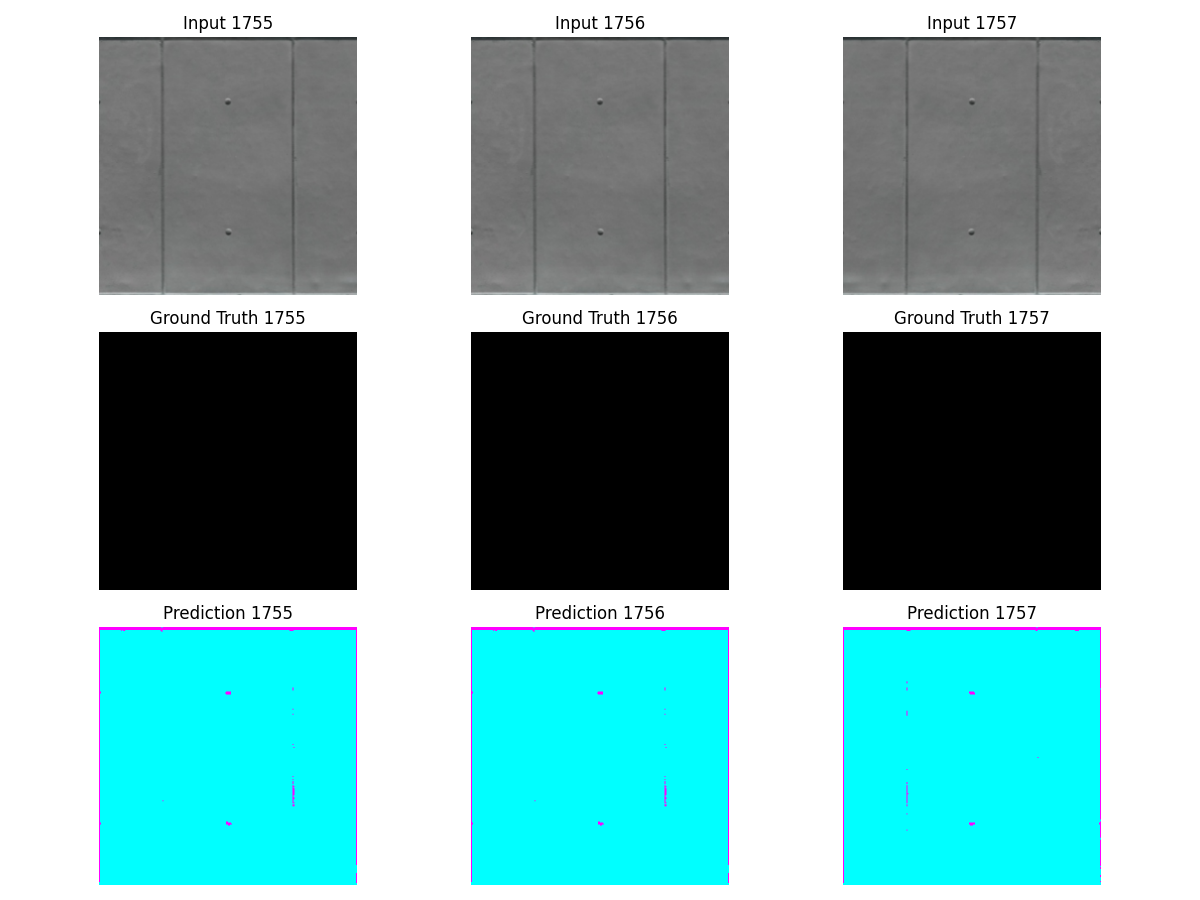 Input 1755
Input 1756
Input 1757
Ground Truth 1755
Ground Truth 1756
Ground Truth 1757
Prediction 1755
Prediction 1756
Prediction 1757